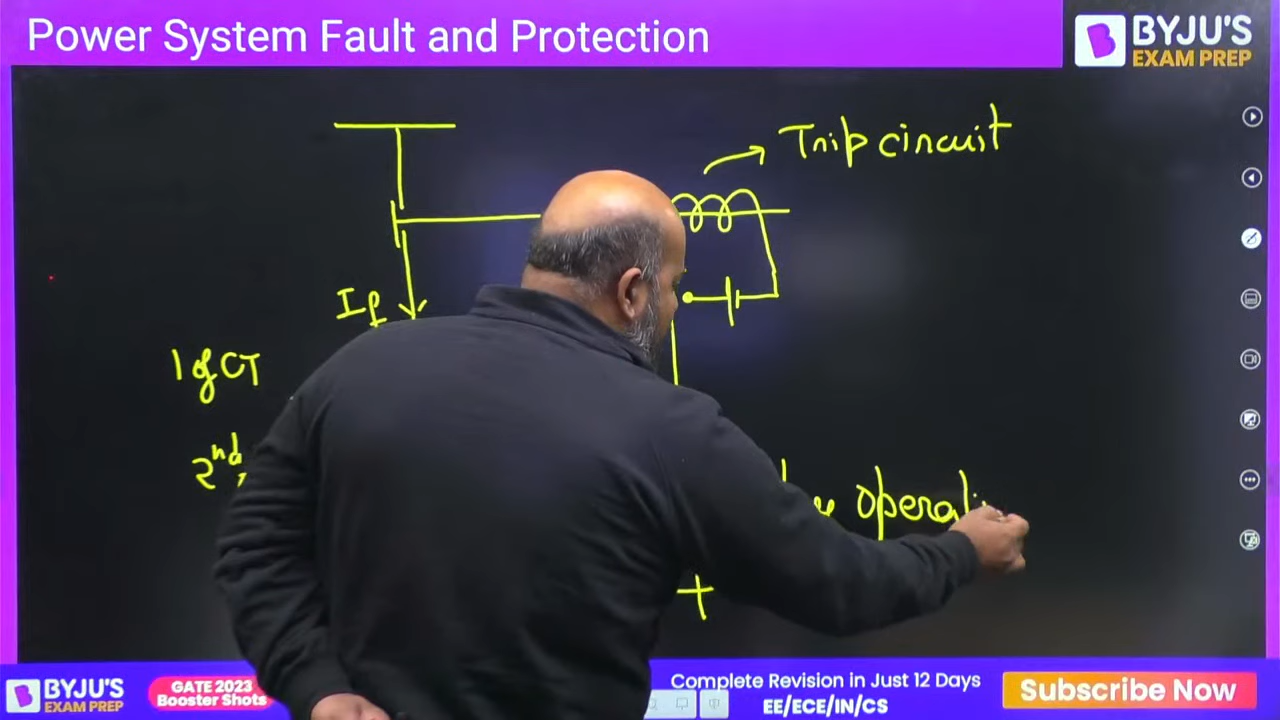 Power System Fault and Protection
BYJU'S
EXAM PREP
Trip circuit
If
1 of CT
2nd
operati
+
BYJU'S
EXAM PREP
GATE 2023
Booster Shots
Complete Revision in Just 12 Days
EE/ECE/IN/CS
Subscribe Now